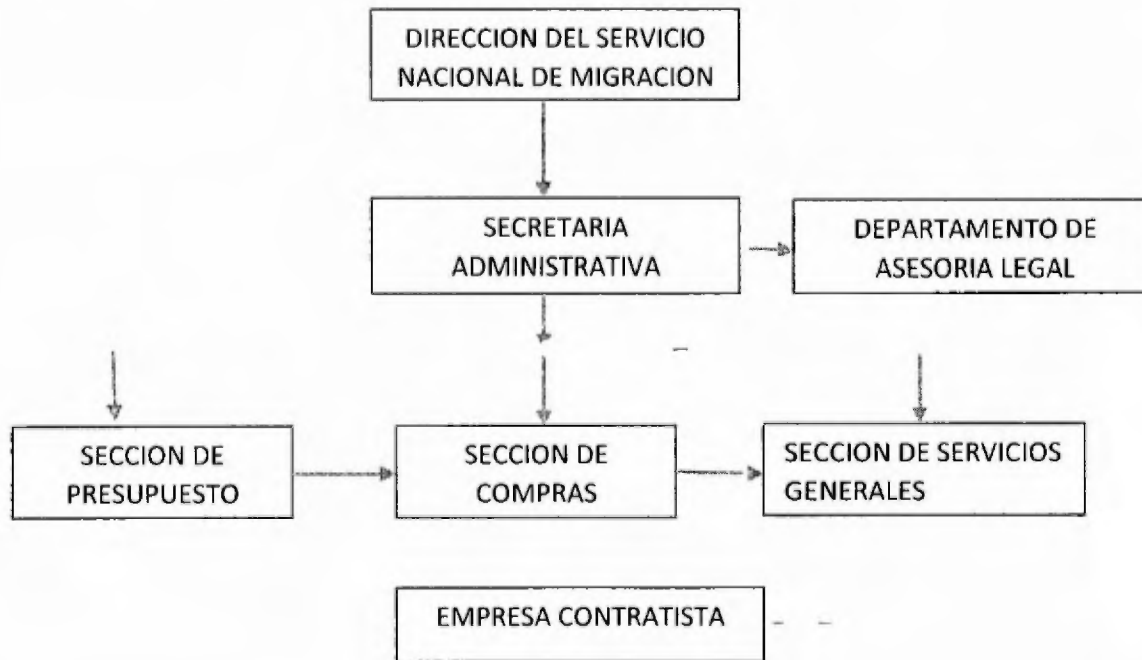 DIRECCION DEL SERVICIO
NACIONAL DE MIGRACION
SECRETARIA
ADMINISTRATIVA
DEPARTAMENTO DE
ASESORIA LEGAL
SECCION DE
PRESUPUESTO
SECCION DE
COMPRAS
SECCION DE SERVICIOS
GENERALES
EMPRESA CONTRATISTA